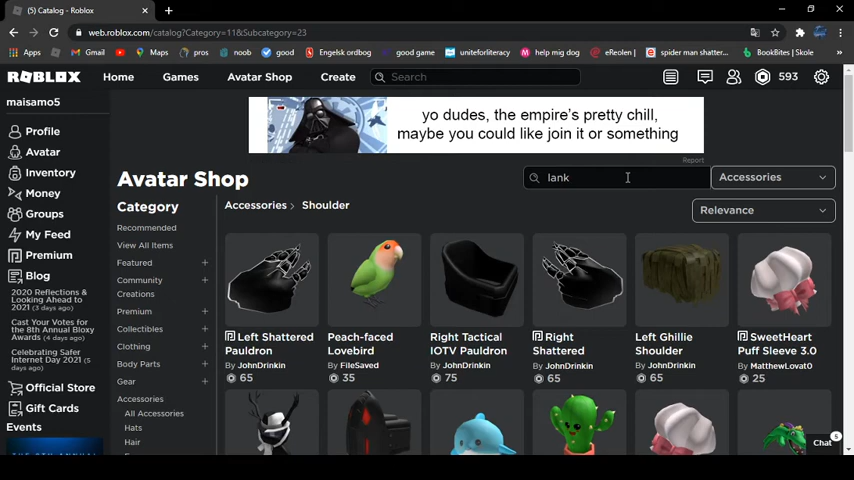 (5) Catalog - Roblox
web.roblox.com/catalog?Category=11&Subcategory=23
Apps
Gmail
YouTube
Maps
pros
noob
good
Engelsk ordbog
good game
uniteforliteracy
help mig dog
eReolen
spider man shatter...
BookBites | Skole
ROBLOX
Home
Games
Avatar Shop
Create
Search
593
maisamo5
yo dudes, the empire's pretty chill,
maybe you could like join it or something
Report
Profile
Avatar
Inventory
Money
Groups
My Feed
Premium
Blog
2020 Reflections &
Looking Ahead to
2021 (3 days ago)
Cast Your Votes for
the 8th Annual Bloxy
Awards (4 days ago)
Celebrating Safer
Internet Day 2021 (5
days ago)
Official Store
Gift Cards
Events
Avatar Shop
lank
Accessories
Category
Accessories
Shoulder
Relevance
Recommended
View All Items
Featured +
Community +
Creations
Premium +
Collectibles +
Clothing +
Body Parts +
Gear +
Accessories
All Accessories
Hats
Hair
Left Shattered
Pauldron
By JohnDrinkin
65
Peach-faced
Lovebird
By FileSaved
35
Right Tactical
IOTV Pauldron
By JohnDrinkin
75
Right
Shattered
By JohnDrinkin
65
Left Ghillie
Shoulder
By JohnDrinkin
65
SweetHeart
Puff Sleeve 3.0
By MatthewLovatO
25
Chat
5